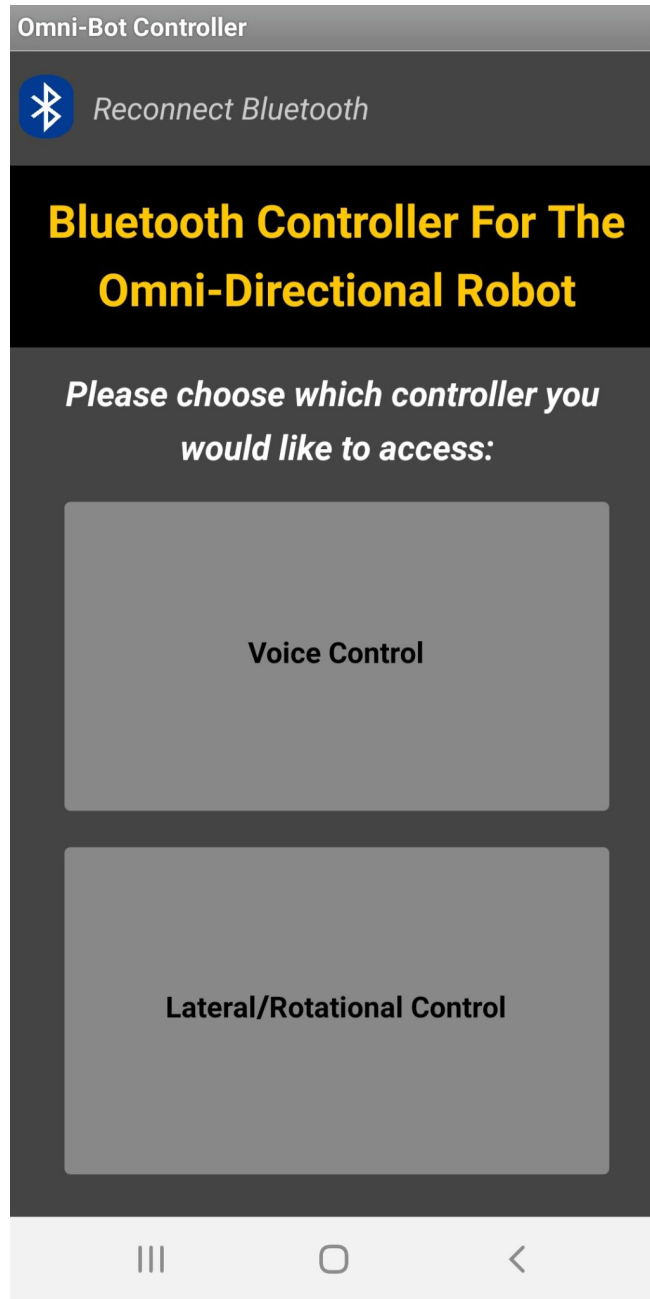 Omni-Bot Controller
Reconnect Bluetooth
Bluetooth Controller For The
Omni-Directional Robot
Please choose which controller you
would like to access:
Voice Control
Lateral/Rotational Control